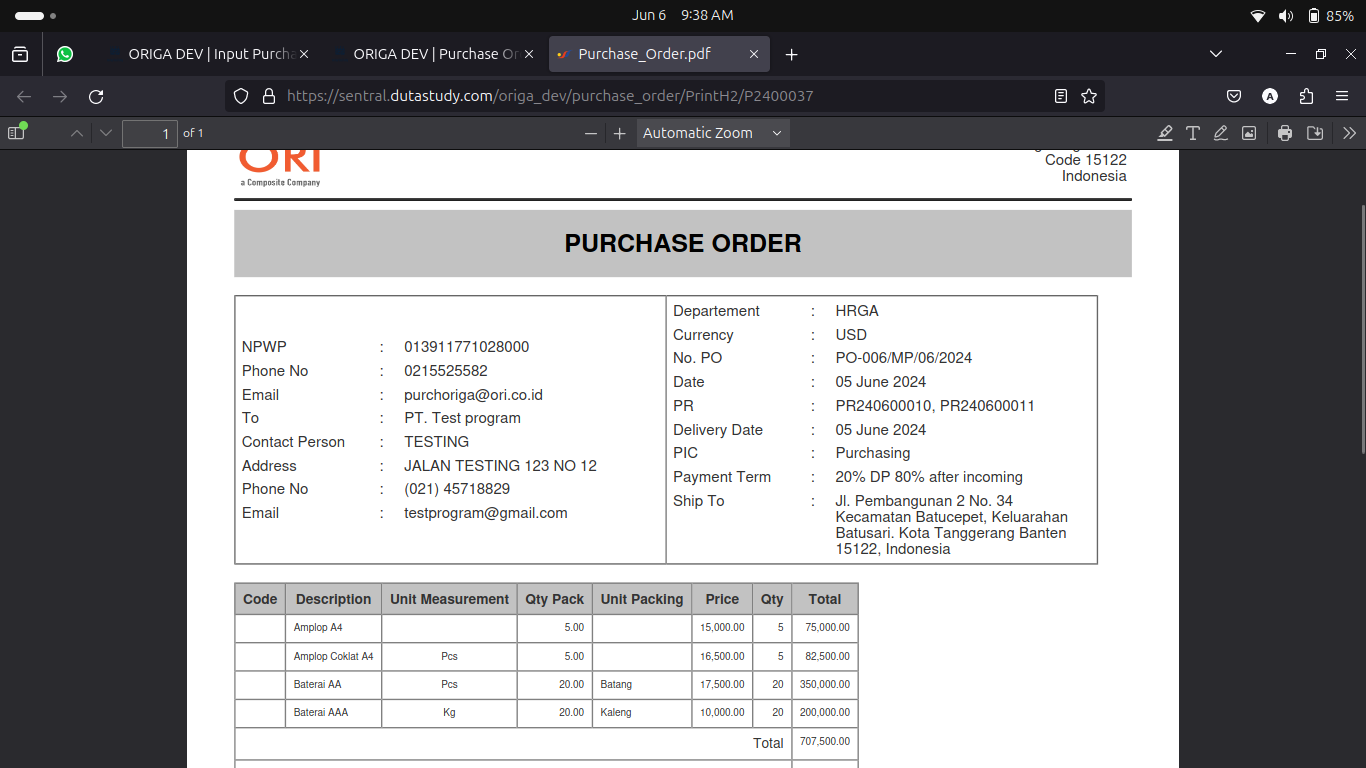 Jun 6 9:38 AM
85%
ORIGA DEV | Input Purcha
ORIGA DEV | Purchase Or
Purchase_Order.pdf
https://sentral.dutastudy.com/origa_dev/purchase_order/PrintH2/P2400037
A
1 of 1
Automatic Zoom
ORI
a Composite Company
Code 15122
Indonesia
PURCHASE ORDER
NPWP : 013911771028000
Phone No : 0215525582
Email : purchoriga@ori.co.id
To : PT. Test program
Contact Person : TESTING
Address : JALAN TESTING 123 NO 12
Phone No : (021) 45718829
Email : testprogram@gmail.com
Departement : HRGA
Currency : USD
No. PO : PO-006/MP/06/2024
Date : 05 June 2024
PR : PR240600010, PR240600011
Delivery Date : 05 June 2024
PIC : Purchasing
Payment Term : 20% DP 80% after incoming
Ship To : Jl. Pembangunan 2 No. 34
Kecamatan Batucepet, Keluarahan
Batusari. Kota Tanggerang Banten
15122, Indonesia
Code Description Unit Measurement Qty Pack Unit Packing Price Qty Total
Amplop A4 5.00 15,000.00 5 75,000.00
Amplop Coklat A4 Pcs 5.00 16,500.00 5 82,500.00
Baterai AA Pcs 20.00 Batang 17,500.00 20 350,000.00
Baterai AAA Kg 20.00 Kaleng 10,000.00 20 200,000.00
Total 707,500.00